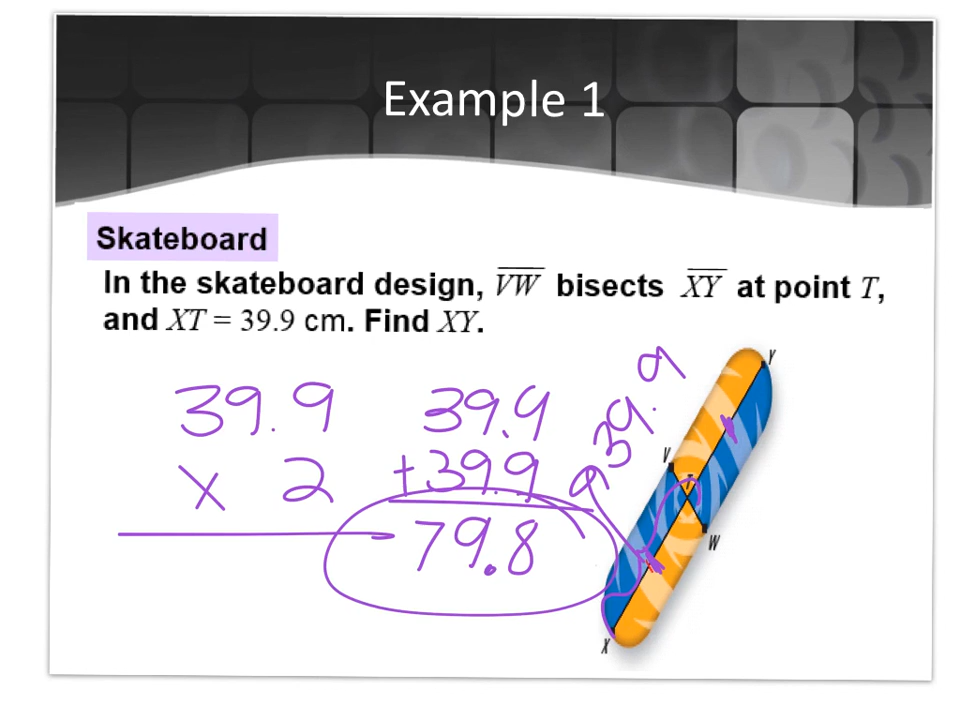 Example 1
Skateboard
In the skateboard design, VW bisects XY at point T,
and XT = 39.9 cm. Find XY.
39.9
x 2
39.9
+39.9
79.8
39.9
Y
V
T
W
X